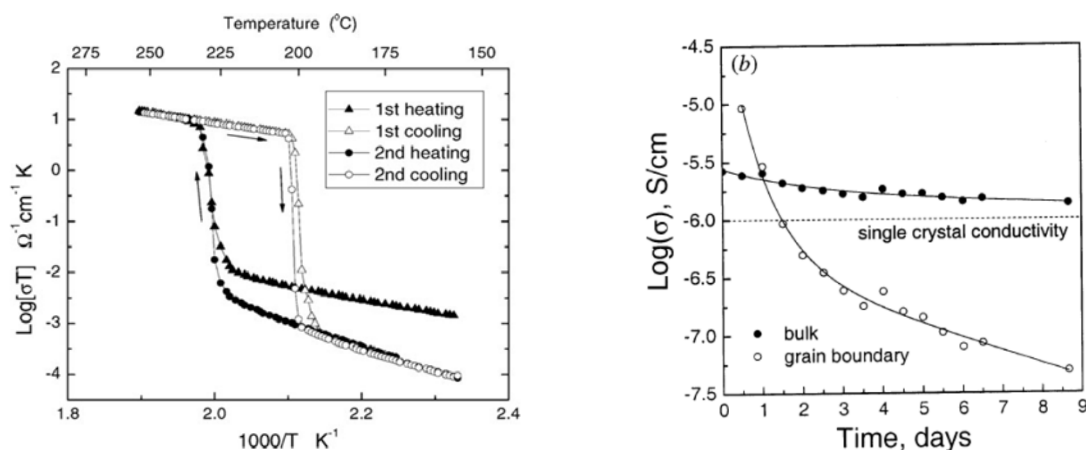 Temperature (⁰C)
275 250 225 200 175 150
2
1
0
-1
-2
-3
-4
Log[σT] Ω⁻¹cm⁻¹ K
1st heating
1st cooling
2nd heating
2nd cooling
1.8 2.0 2.2 2.4
1000/T K⁻¹
(b)
-4.5
-5.0
-5.5
-6.0
-6.5
-7.0
-7.5
Log(σ), S/cm
single crystal conductivity
bulk
grain boundary
0 1 2 3 4 5 6 7 8 9
Time, days